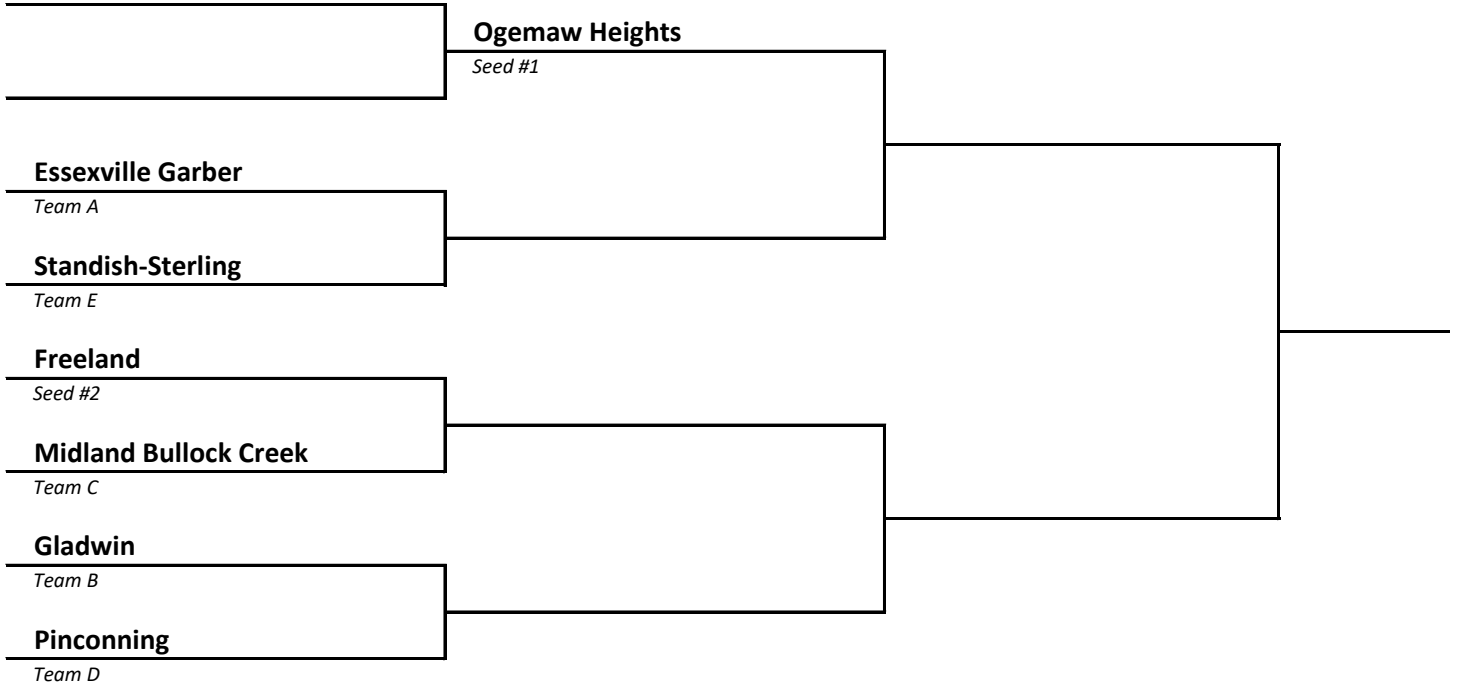 Ogemaw Heights
Seed #1
Essexville Garber
Team A
Standish-Sterling
Team E
Freeland
Seed #2
Midland Bullock Creek
Team C
Gladwin
Team B
Pinconning
Team D